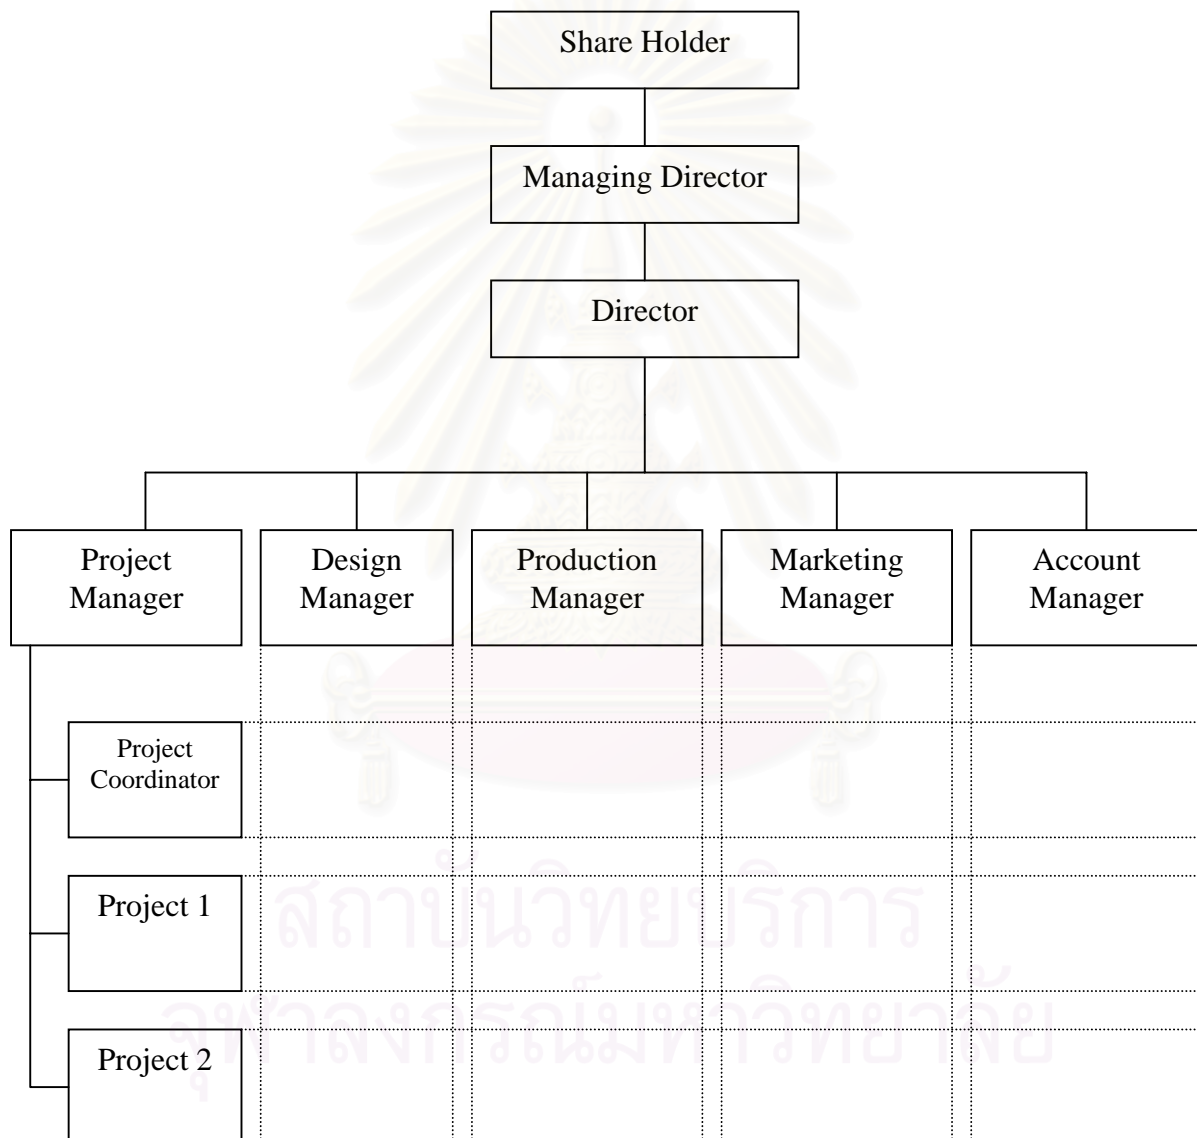 Share Holder
Managing Director
Director
Project
Manager
Design
Manager
Production
Manager
Marketing
Manager
Account
Manager
Project
Coordinator
Project 1
Project 2
สถาบันวิทยบริการ
จุฬาลงกรณ์มหาวิทยาลัย